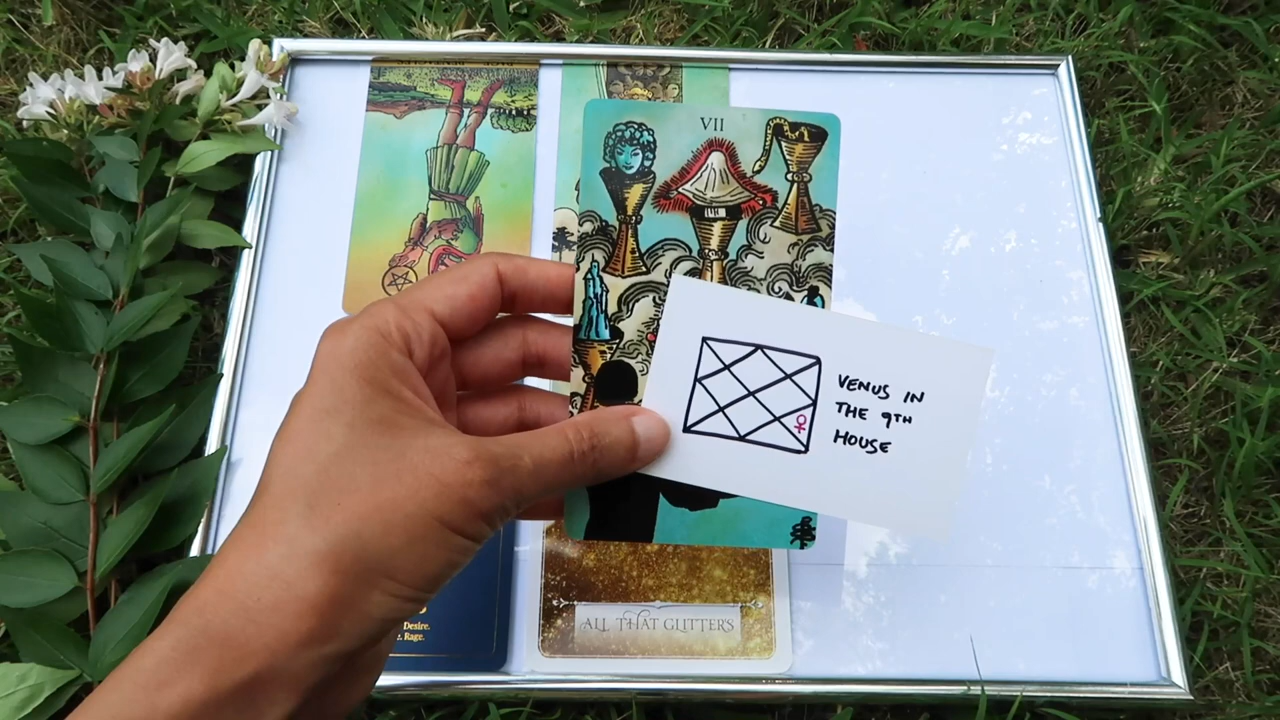 VII
VENUS IN
THE 9TH
HOUSE
Desire.
Rage.
ALL THAT GLITTERS